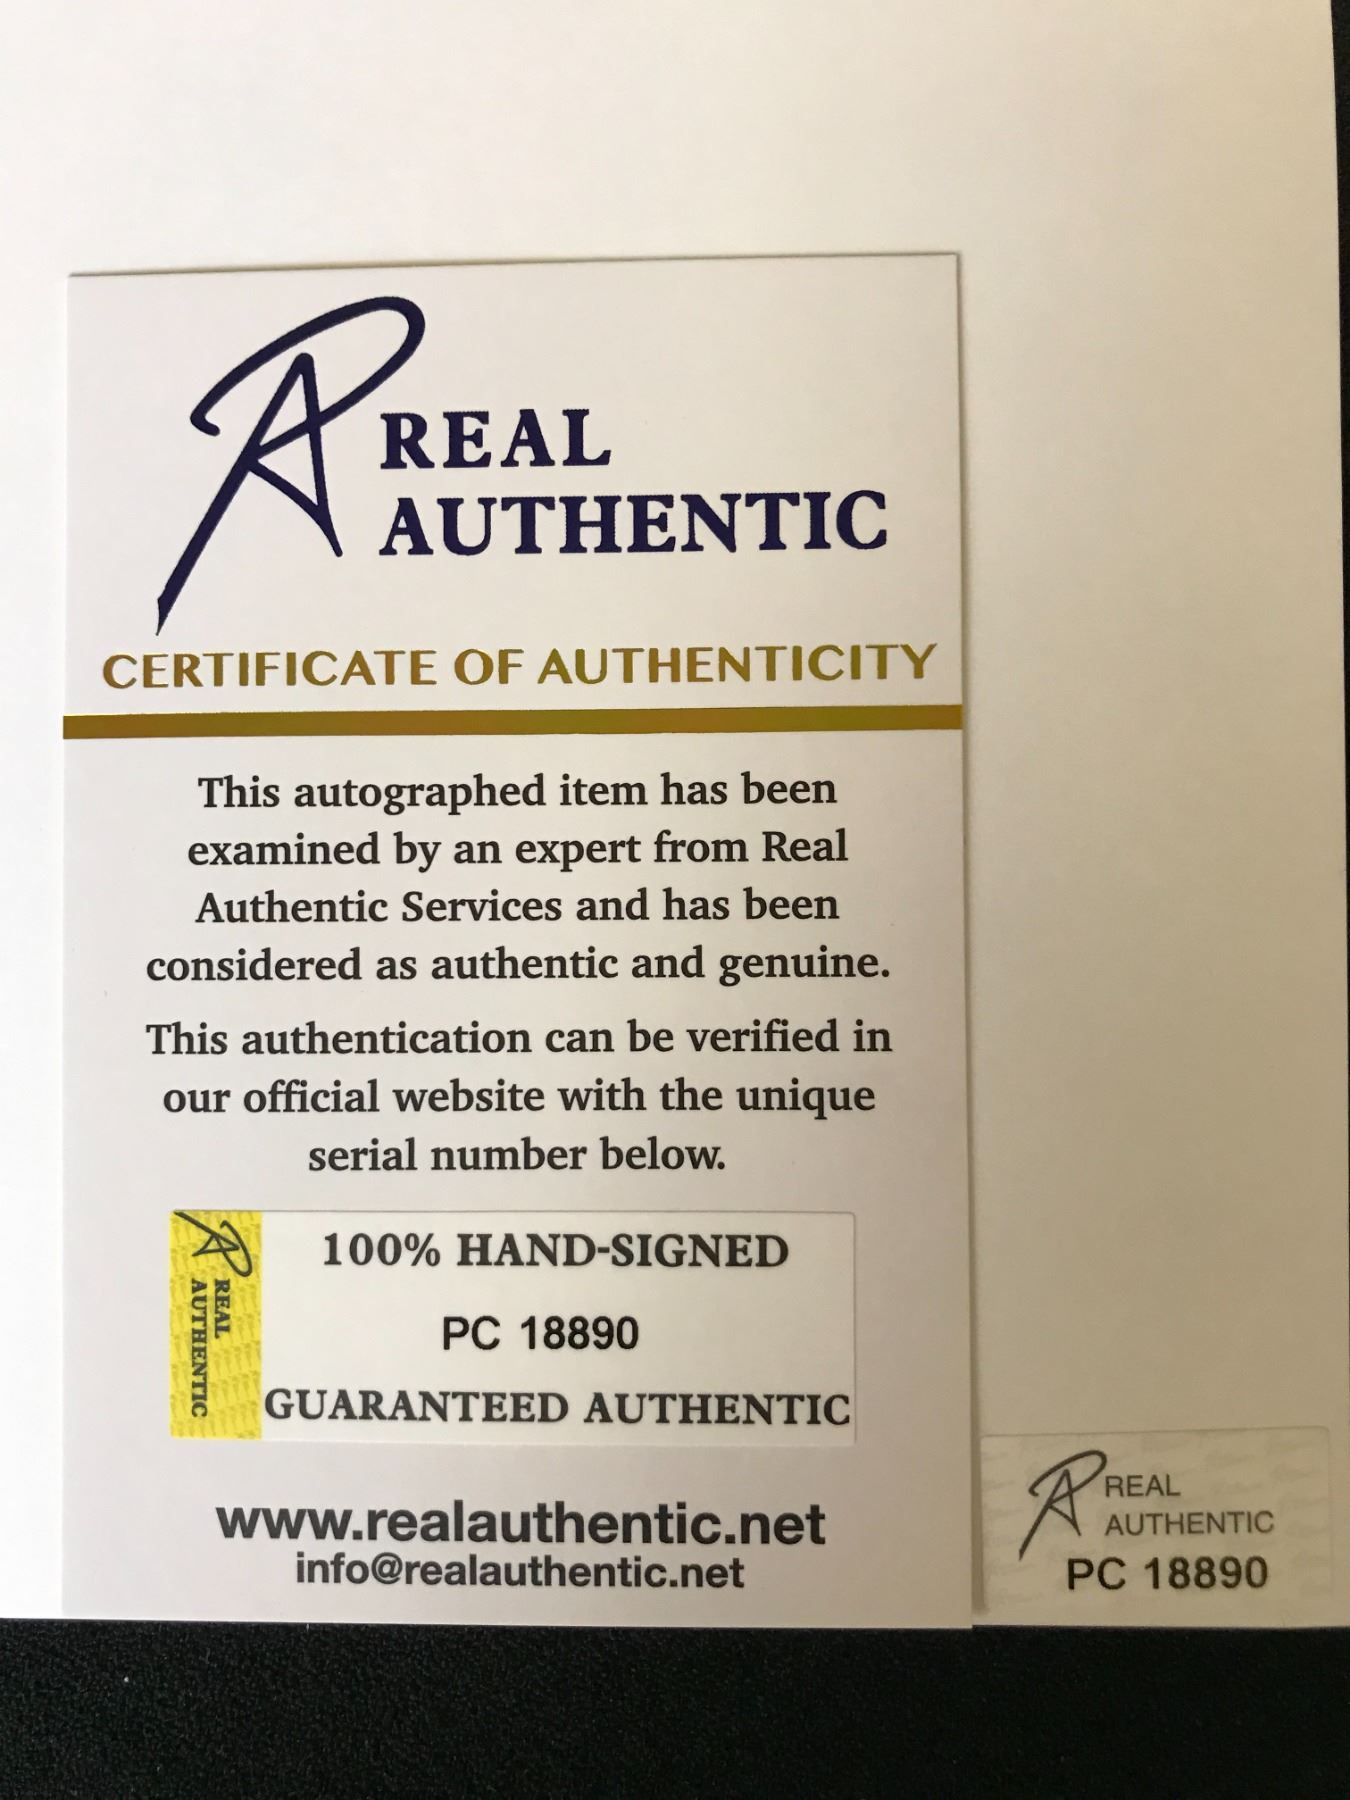 REAL
AUTHENTIC
CERTIFICATE OF AUTHENTICITY
This autographed item has been
examined by an expert from Real
Authentic Services and has been
considered as authentic and genuine.
This authentication can be verified in
our official website with the unique
serial number below.
REAL
AUTHENTIC
100% HAND-SIGNED
PC 18890
GUARANTEED AUTHENTIC
www.realauthentic.net
info@realauthentic.net
REAL
AUTHENTIC
PC 18890